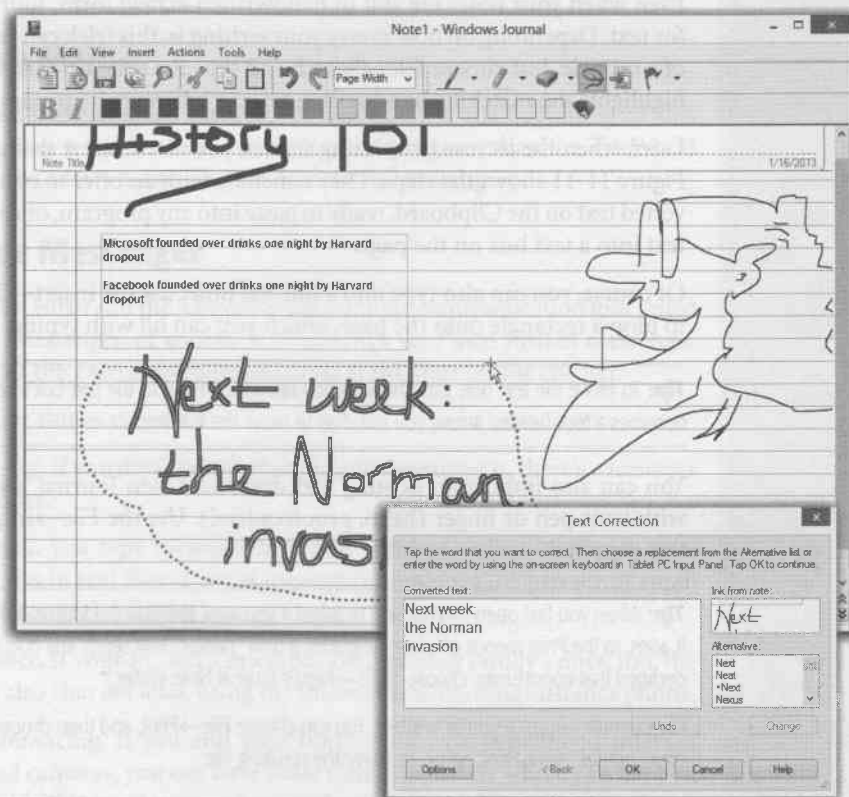 Note1 - Windows Journal
File Edit View Insert Actions Tools Help
Page Width
B I
History 101
Note Title
1/16/2013
Microsoft founded over drinks one night by Harvard
dropout
Facebook founded over drinks one night by Harvard
dropout
Next week:
the Norman
invas
Text Correction
Tap the word that you want to correct. Then choose a replacement from the Alternative list or
enter the word by using the on-screen keyboard in Tablet PC Input Panel. Tap OK to continue.
Converted text:
Next week:
the Norman
invasion
Ink from note:
Next
Alternative:
Next
Neat
•Next
Nexus
Undo
Change
Options
< Back
OK
Cancel
Help